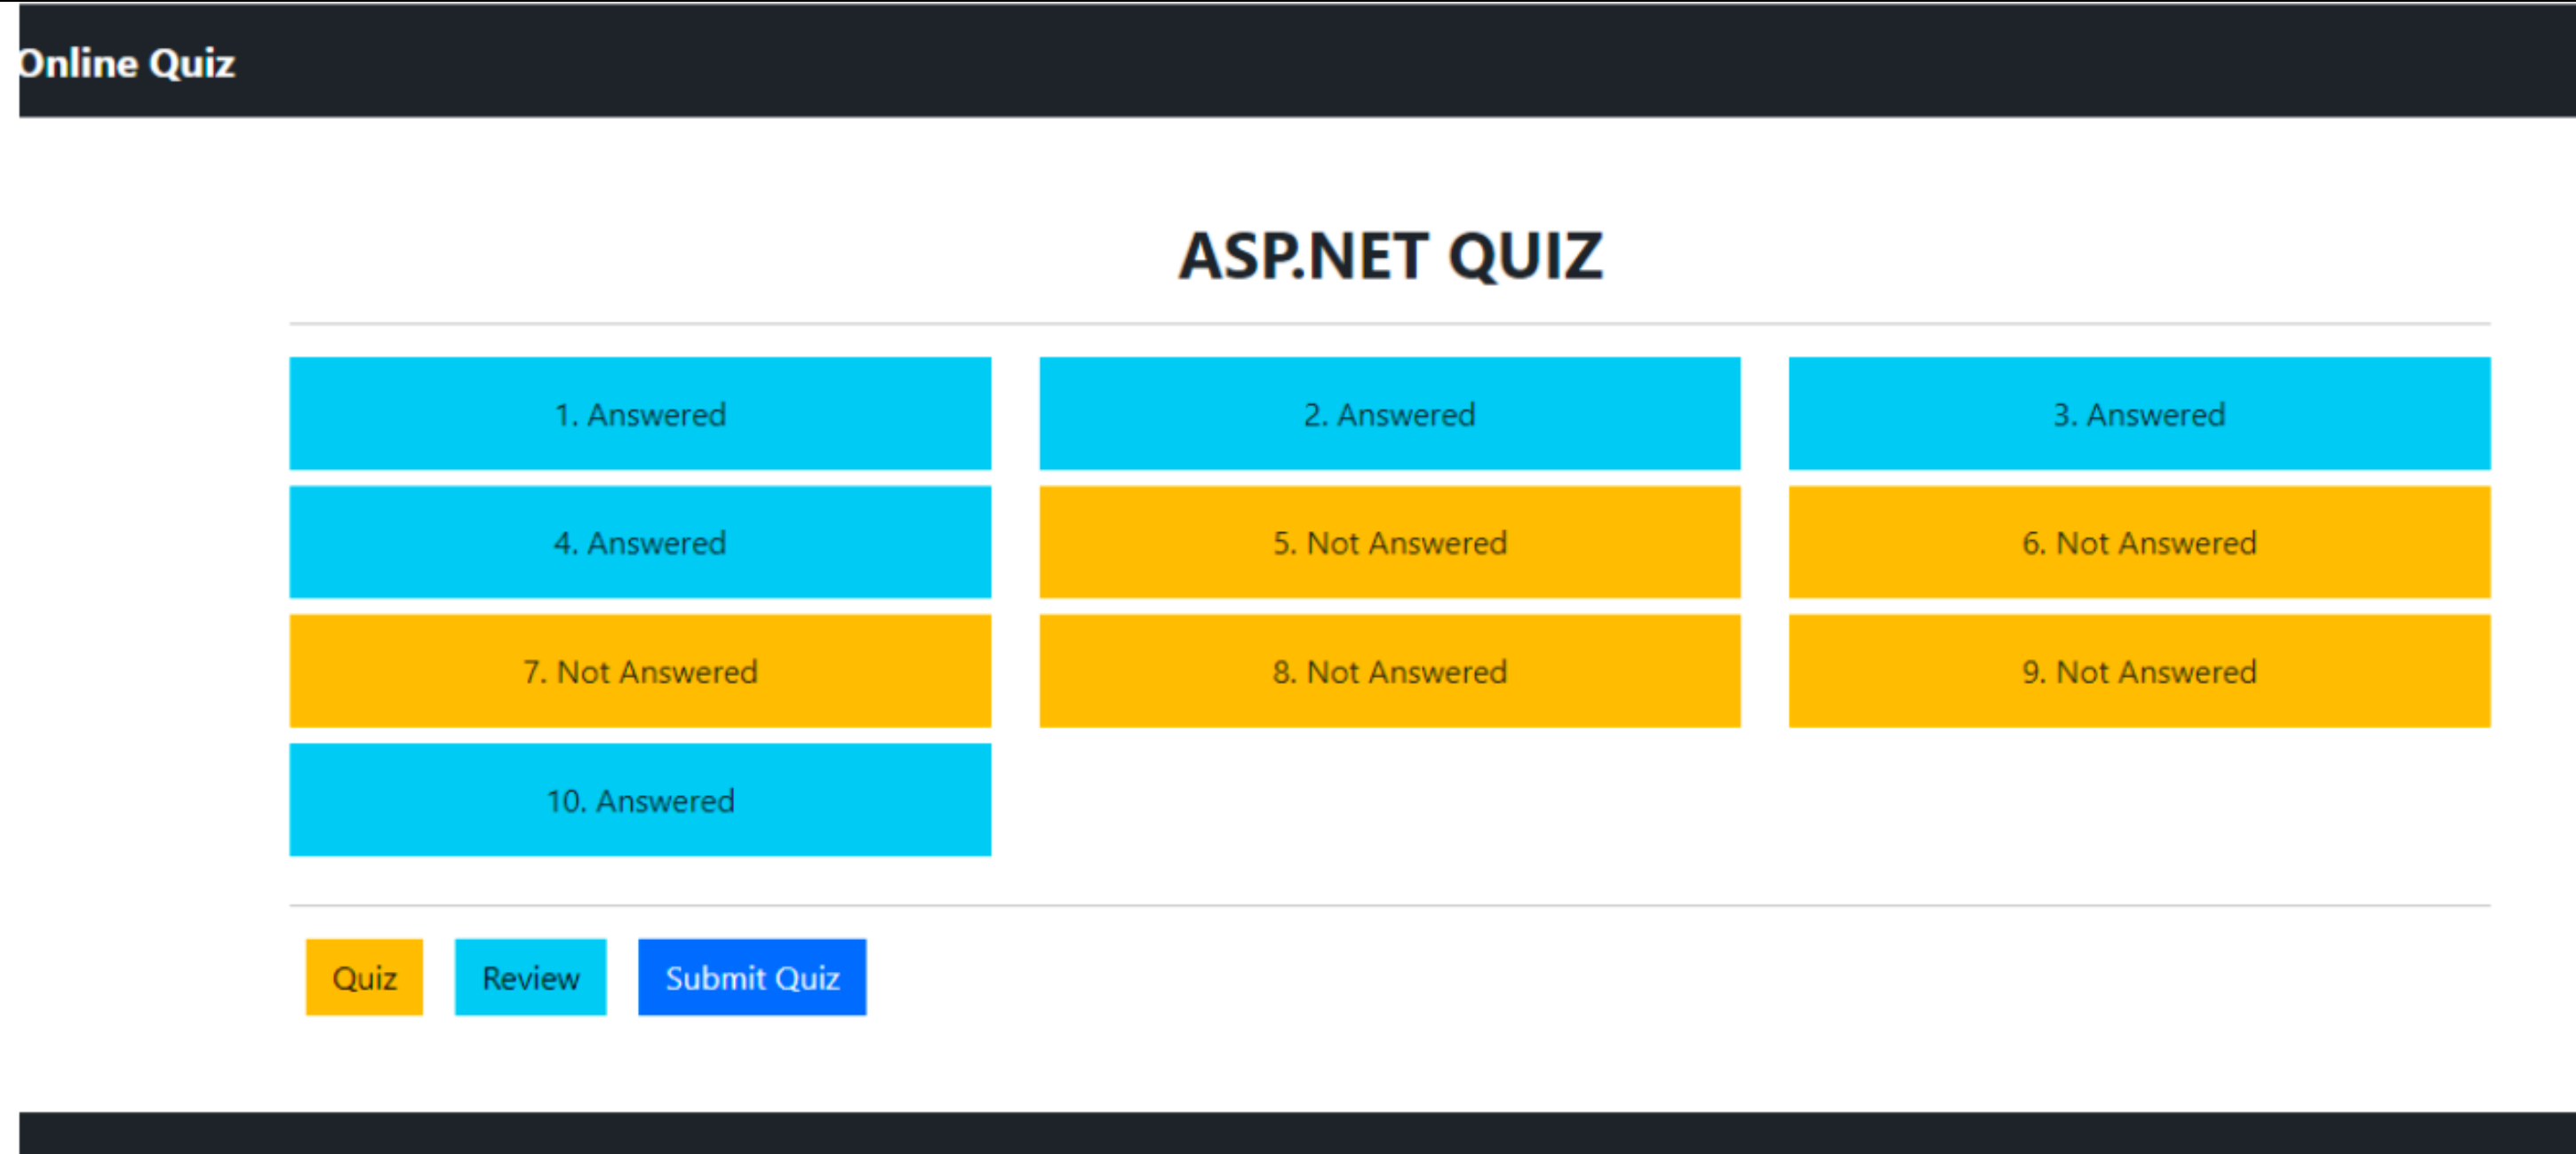 Online Quiz
ASP.NET QUIZ
1. Answered
2. Answered
3. Answered
4. Answered
5. Not Answered
6. Not Answered
7. Not Answered
8. Not Answered
9. Not Answered
10. Answered
Quiz
Review
Submit Quiz